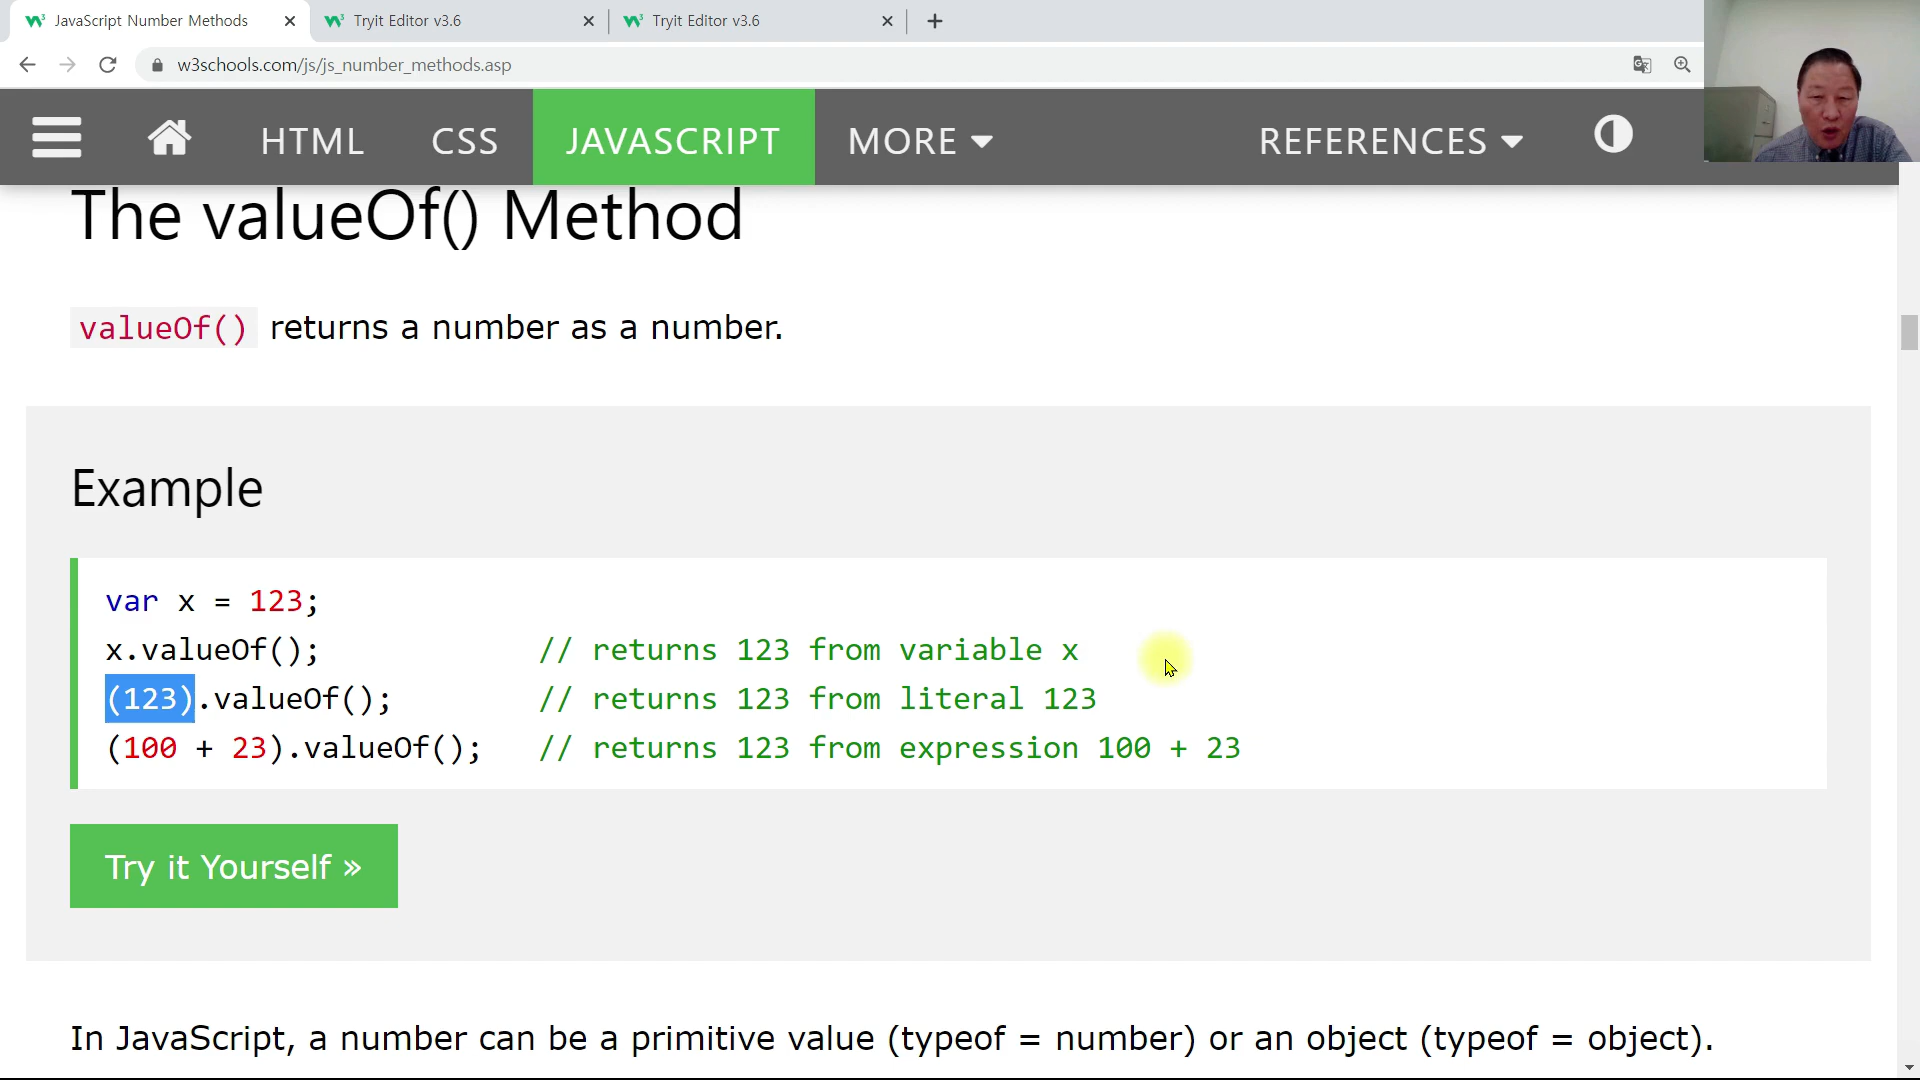 JavaScript Number Methods
Tryit Editor v3.6
Tryit Editor v3.6
w3schools.com/js/js_number_methods.asp
HTML CSS JAVASCRIPT MORE REFERENCES
The valueOf() Method
valueOf() returns a number as a number.
Example
var x = 123;
x.valueOf(); // returns 123 from variable x
(123).valueOf(); // returns 123 from literal 123
(100 + 23).valueOf(); // returns 123 from expression 100 + 23
Try it Yourself »
In JavaScript, a number can be a primitive value (typeof = number) or an object (typeof = object).